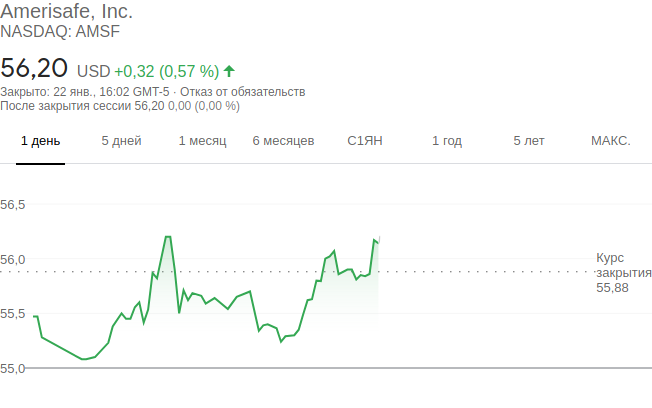 Amerisafe, Inc.
NASDAQ: AMSF
56,20 USD +0,32 (0,57 %)
Закрыто: 22 янв., 16:02 GMT-5 · Отказ от обязательств
После закрытия сессии 56,20 0,00 (0,00 %)
1 день 5 дней 1 месяц 6 месяцев С1ЯН 1 год 5 лет МАКС.
56,5
56,0
Курс
закрытия
55,88
55,5
55,0